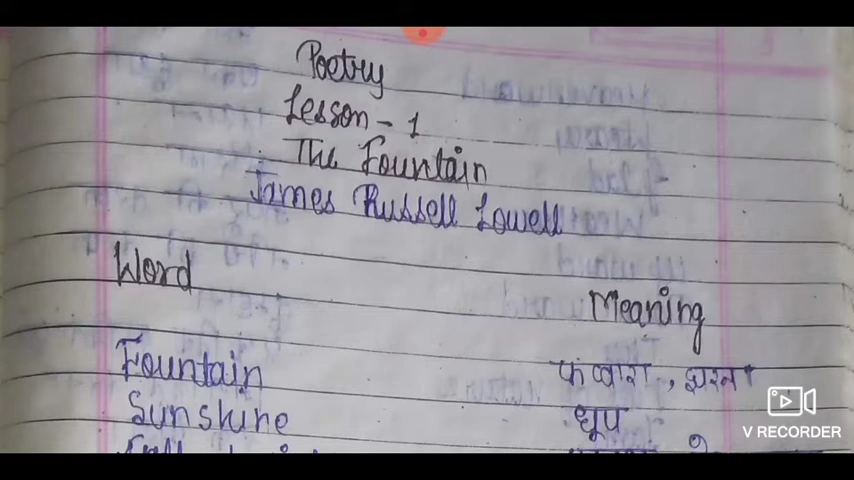 Poetry
Lesson - 1
The Fountain
James Russell Lowell
Word Meaning
Fountain फव्वारा, झरना
Sunshine धूप
V RECORDER